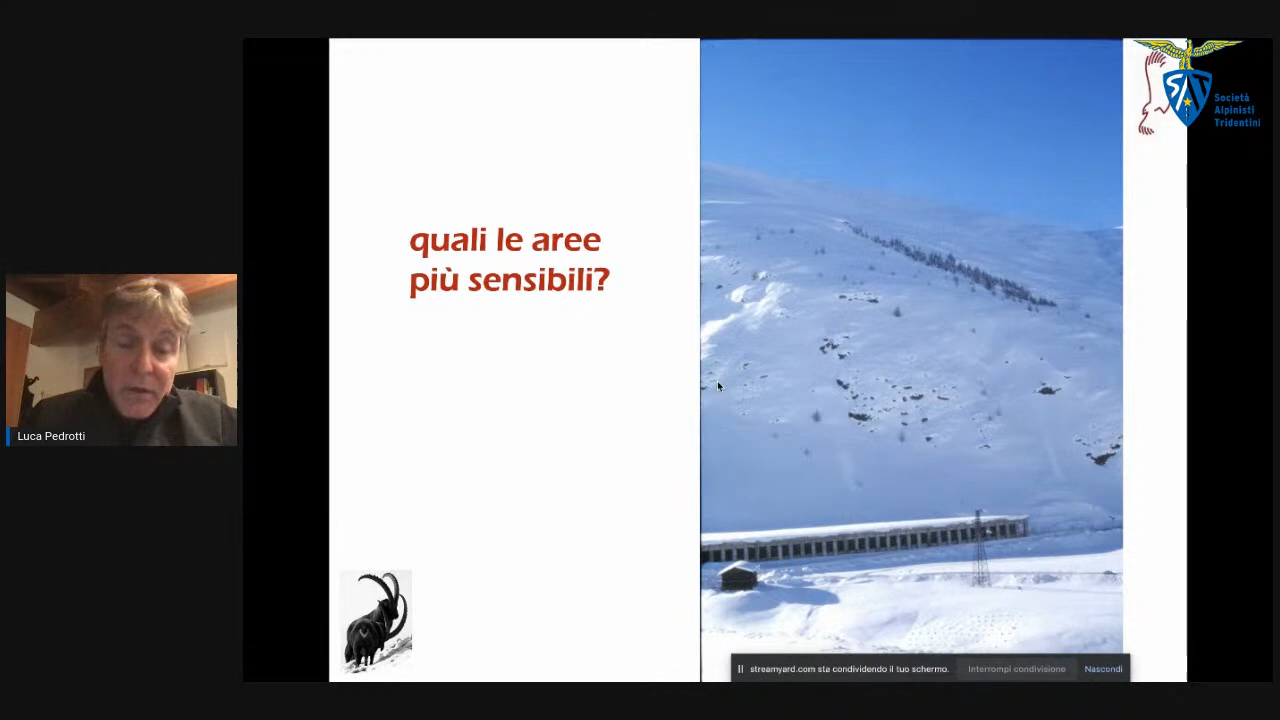 quali le aree
più sensibili?
SAT
Società
Alpinisti
Tridentini
Luca Pedrotti
streamyard.com sta condividendo il tuo schermo.
Interrompi condivisione
Nascondi